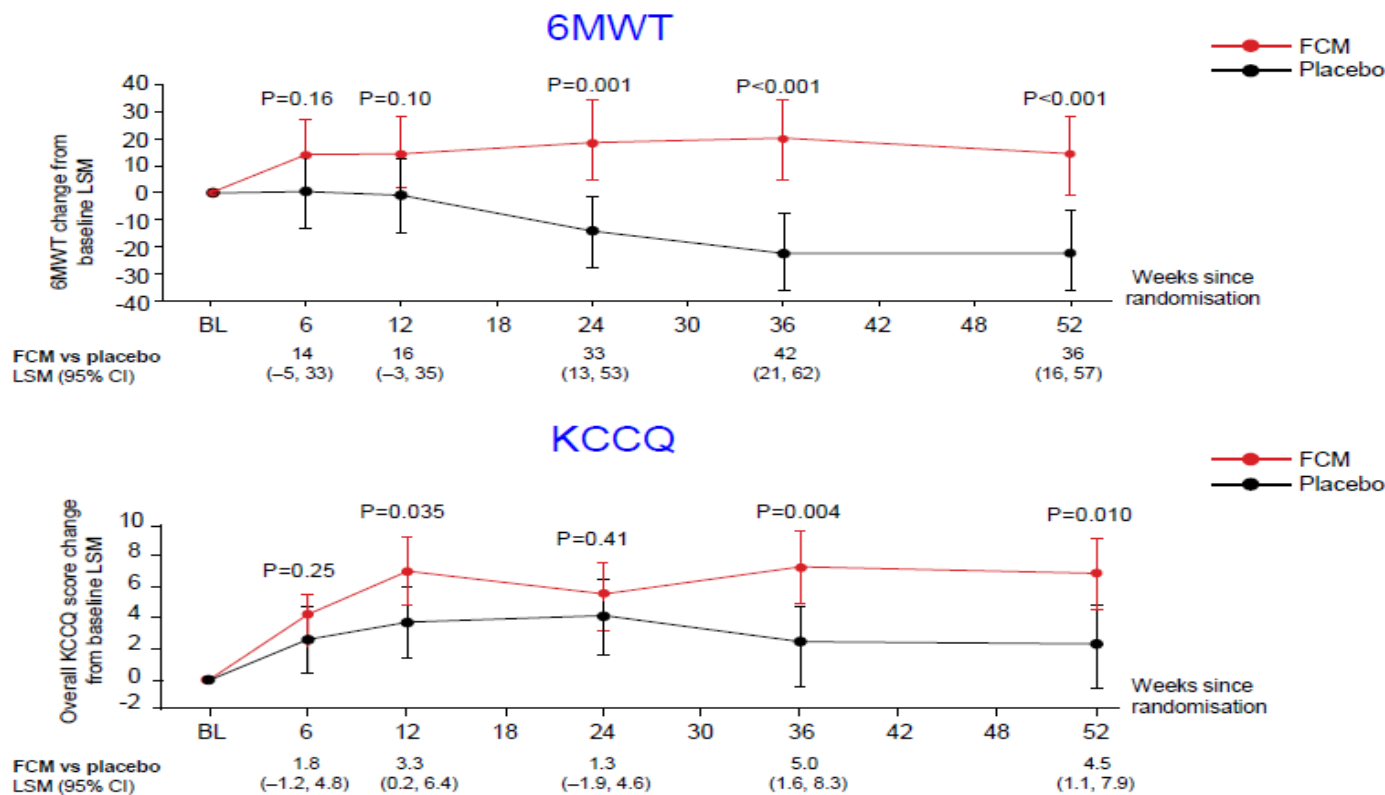 6MWT
FCM
Placebo
6MWT change from
baseline LSM
40
30
20
10
0
-10
-20
-30
-40
P=0.16
P=0.10
P=0.001
P<0.001
P<0.001
Weeks since
randomisation
BL 6 12 18 24 30 36 42 48 52
FCM vs placebo 14 16 33 42 36
LSM (95% CI) (–5, 33) (–3, 35) (13, 53) (21, 62) (16, 57)
KCCQ
FCM
Placebo
Overall KCCQ score change
from baseline LSM
10
8
6
4
2
0
-2
P=0.25
P=0.035
P=0.41
P=0.004
P=0.010
Weeks since
randomisation
BL 6 12 18 24 30 36 42 48 52
FCM vs placebo 1.8 3.3 1.3 5.0 4.5
LSM (95% CI) (–1.2, 4.8) (0.2, 6.4) (–1.9, 4.6) (1.6, 8.3) (1.1, 7.9)